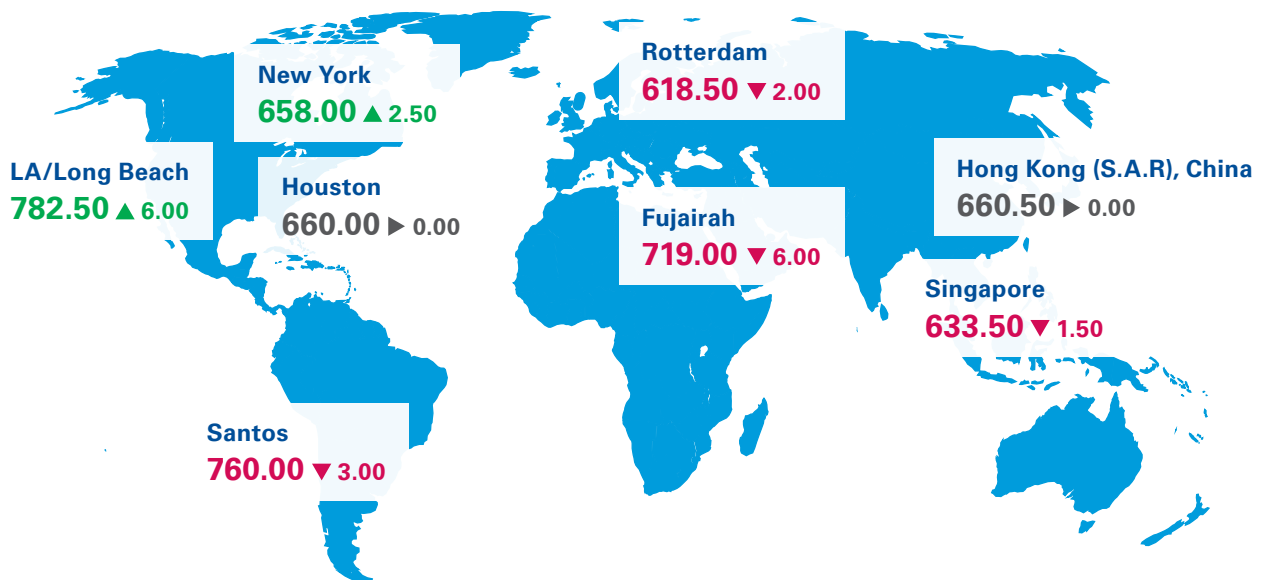 New York
658.00 ▲ 2.50
Rotterdam
618.50 ▼ 2.00
LA/Long Beach
782.50 ▲ 6.00
Houston
660.00 ▶ 0.00
Hong Kong (S.A.R), China
660.50 ▶ 0.00
Fujairah
719.00 ▼ 6.00
Singapore
633.50 ▼ 1.50
Santos
760.00 ▼ 3.00